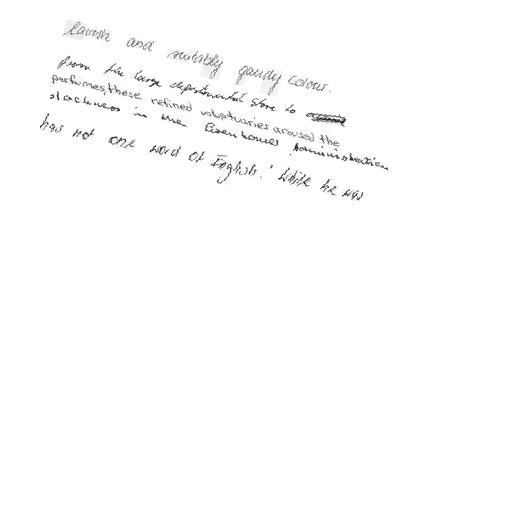 lavish and suitably gaudy colour.
from the large departmental store to
perfumes, these refined voluptuaries aroused the
slackness in the Eisenhower Administration
has not one word of English." While he was